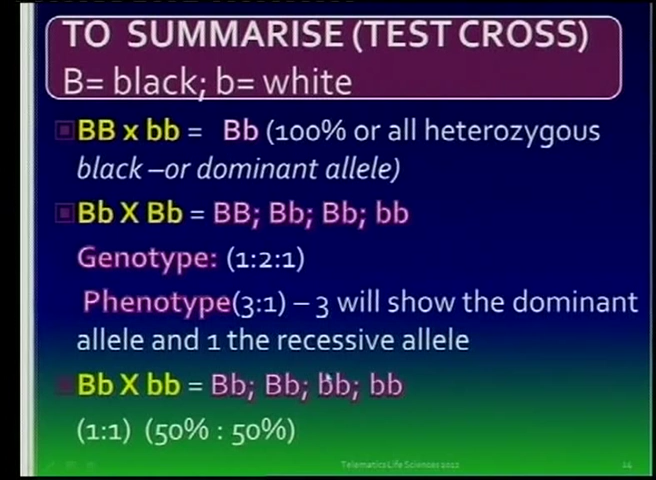 TO SUMMARISE (TEST CROSS)
B= black; b= white
BB x bb = Bb (100% or all heterozygous
black –or dominant allele)
Bb X Bb = BB; Bb; Bb; bb
Genotype: (1:2:1)
Phenotype(3:1) – 3 will show the dominant
allele and 1 the recessive allele
Bb X bb = Bb; Bb; bb; bb
(1:1) (50% : 50%)
Telematics Life Sciences 2012